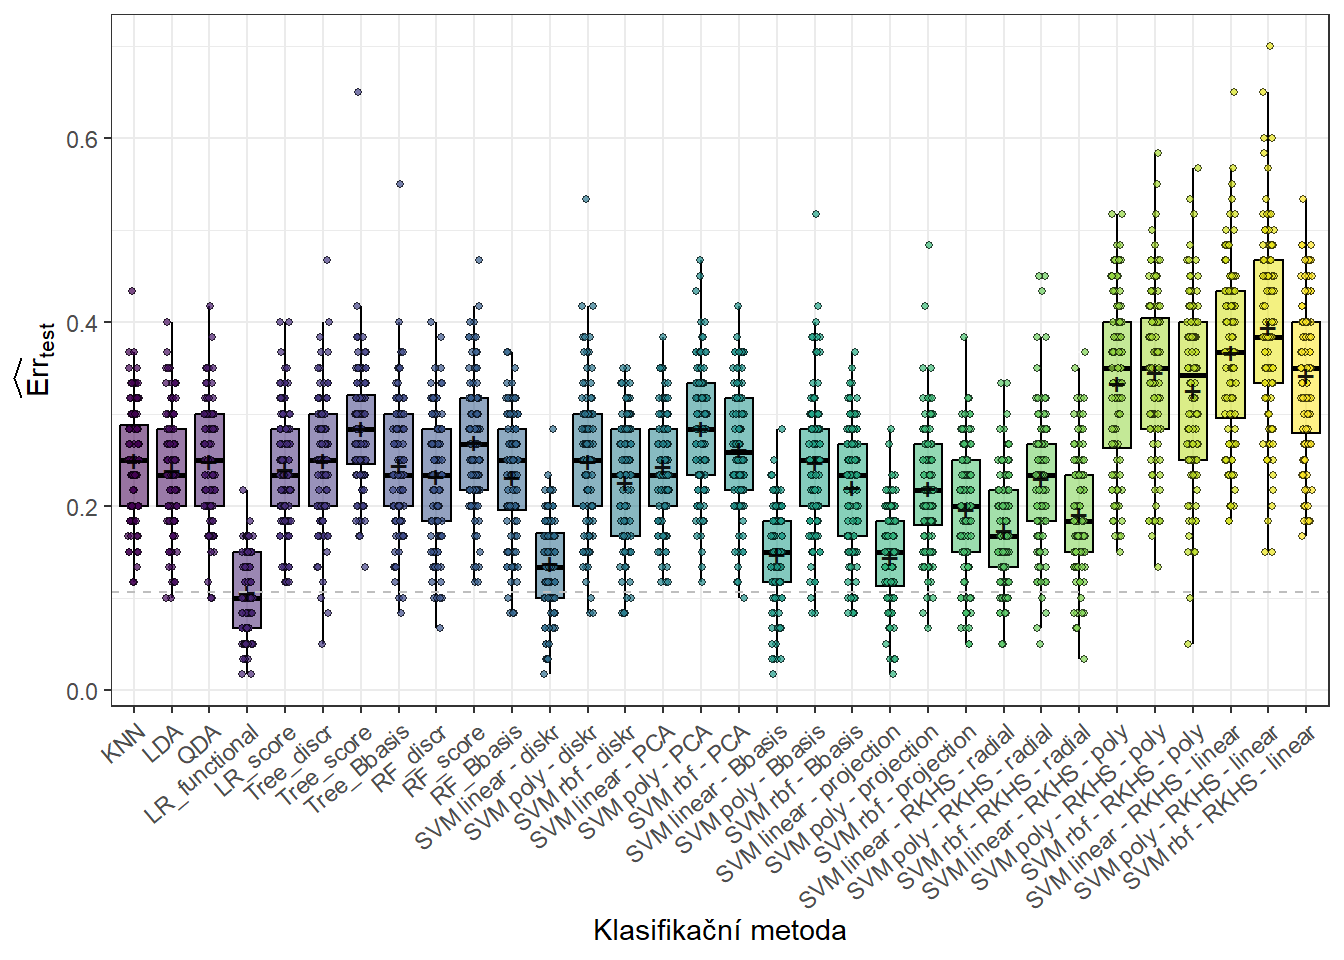 0.6
0.4
0.2
0.0
Err_test
KNN
LDA
QDA
LR_functional
LR_score
Tree_discr
Tree_score
Tree_Bbasis
RF_discr
RF_score
RF_Bbasis
SVM linear - diskr
SVM poly - diskr
SVM rbf - diskr
SVM linear - PCA
SVM poly - PCA
SVM rbf - PCA
SVM linear - Bbasis
SVM poly - Bbasis
SVM rbf - Bbasis
SVM linear - projection
SVM poly - projection
SVM rbf - projection
SVM linear - RKHS - radial
SVM poly - RKHS - radial
SVM rbf - RKHS - radial
SVM linear - RKHS - poly
SVM poly - RKHS - poly
SVM rbf - RKHS - poly
SVM linear - RKHS - linear
SVM poly - RKHS - linear
SVM rbf - RKHS - linear
Klasifikační metoda